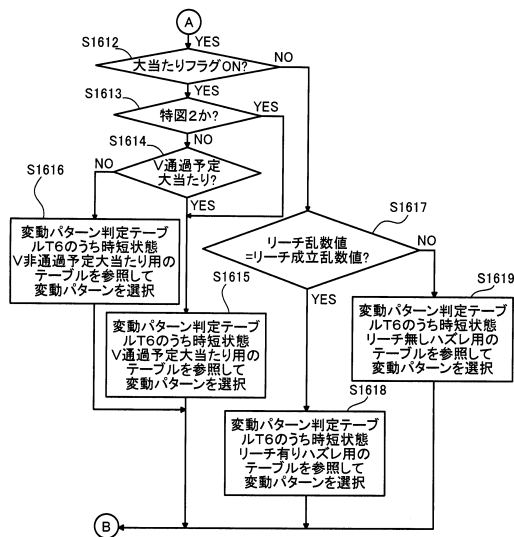 A
YES
S1612
大当たりフラグON?
NO
YES
S1613
特図2か?
YES
NO
S1614
V通過予定
大当たり?
NO
YES
S1616
変動パターン判定テーブ
ルT6のうち時短状態
V非通過予定大当たり用の
テーブルを参照して
変動パターンを選択
S1615
変動パターン判定テーブ
ルT6のうち時短状態
V通過予定大当たり用の
テーブルを参照して
変動パターンを選択
S1617
リーチ乱数値
=リーチ成立乱数値?
NO
YES
S1619
変動パターン判定テーブ
ルT6のうち時短状態
リーチ無しハズレ用の
テーブルを参照して
変動パターンを選択
S1618
変動パターン判定テーブ
ルT6のうち時短状態
リーチ有りハズレ用の
テーブルを参照して
変動パターンを選択
B